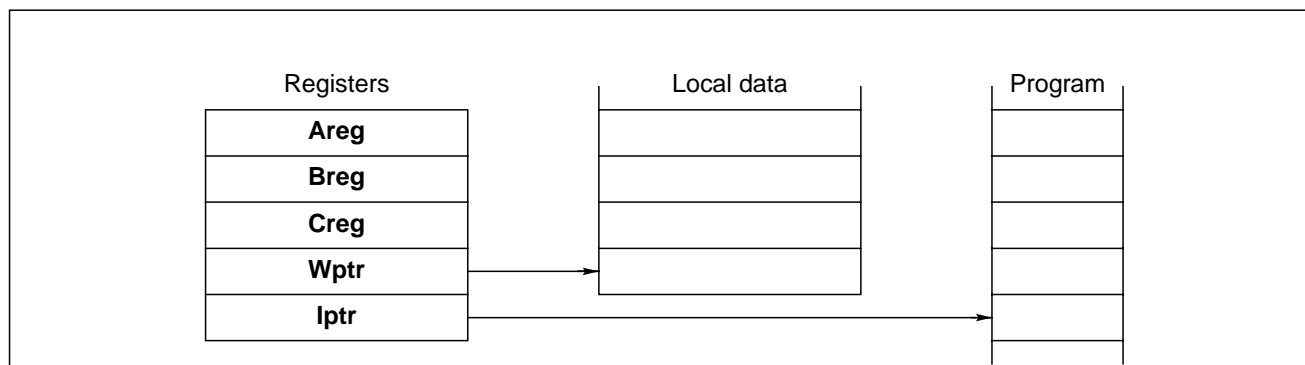 Registers Local data Program
Areg
Breg
Creg
Wptr
Iptr